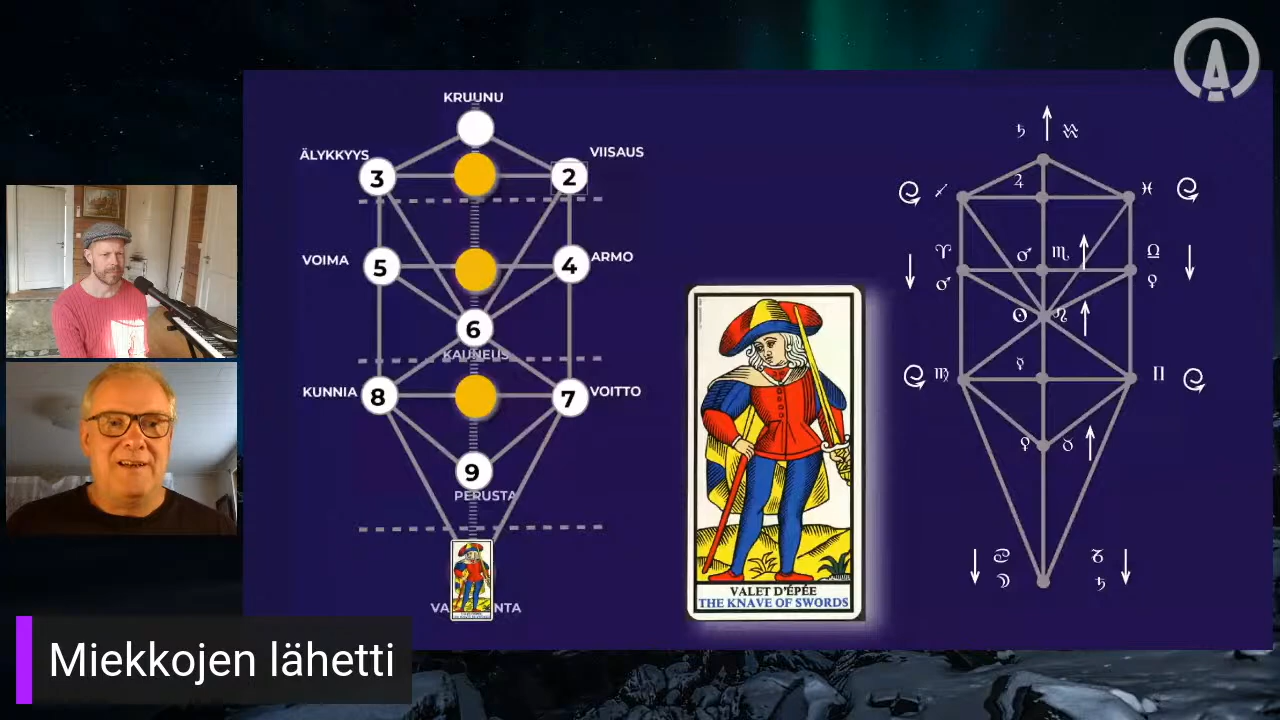 KRUUNU
ÄLYKKYYS
VIISAUS
3
2
VOIMA
ARMO
5
4
6
KAUNEUS
KUNNIA
VOITTO
8
7
9
PERUSTA
VALET D'ÉPÉE
THE KNAVE OF SWORDS
Miekkojen lähetti